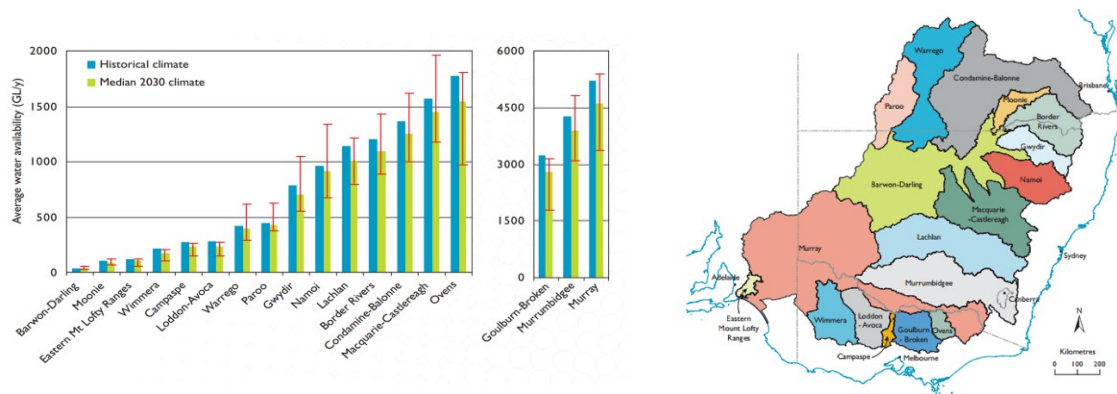 Average water availability (GL/y)
2000
1500
1000
500
0
Historical climate
Median 2030 climate
Barwon-Darling
Moonie
Eastern Mt Lofty Ranges
Wimmera
Campaspe
Loddon-Avoca
Warrego
Paroo
Gwydir
Namoi
Lachlan
Border Rivers
Condamine-Balonne
Macquarie-Castlereagh
Ovens
6000
4500
3000
1500
0
Goulburn-Broken
Murrumbidgee
Murray
Warrego
Condamine-Balonne
Paroo
Moonie
Brisbane
Border
Rivers
Gwydir
Namoi
Barwon-Darling
Macquarie
-Castlereagh
Lachlan
Murray
Sydney
Adelaide
Murrumbidgee
Canberra
Eastern
Mount Lofty
Ranges
Wimmera
Loddon
-Avoca
Goulburn
- Broken
Ovens
Campaspe
Melbourne
N
Kilometres
0 100 200